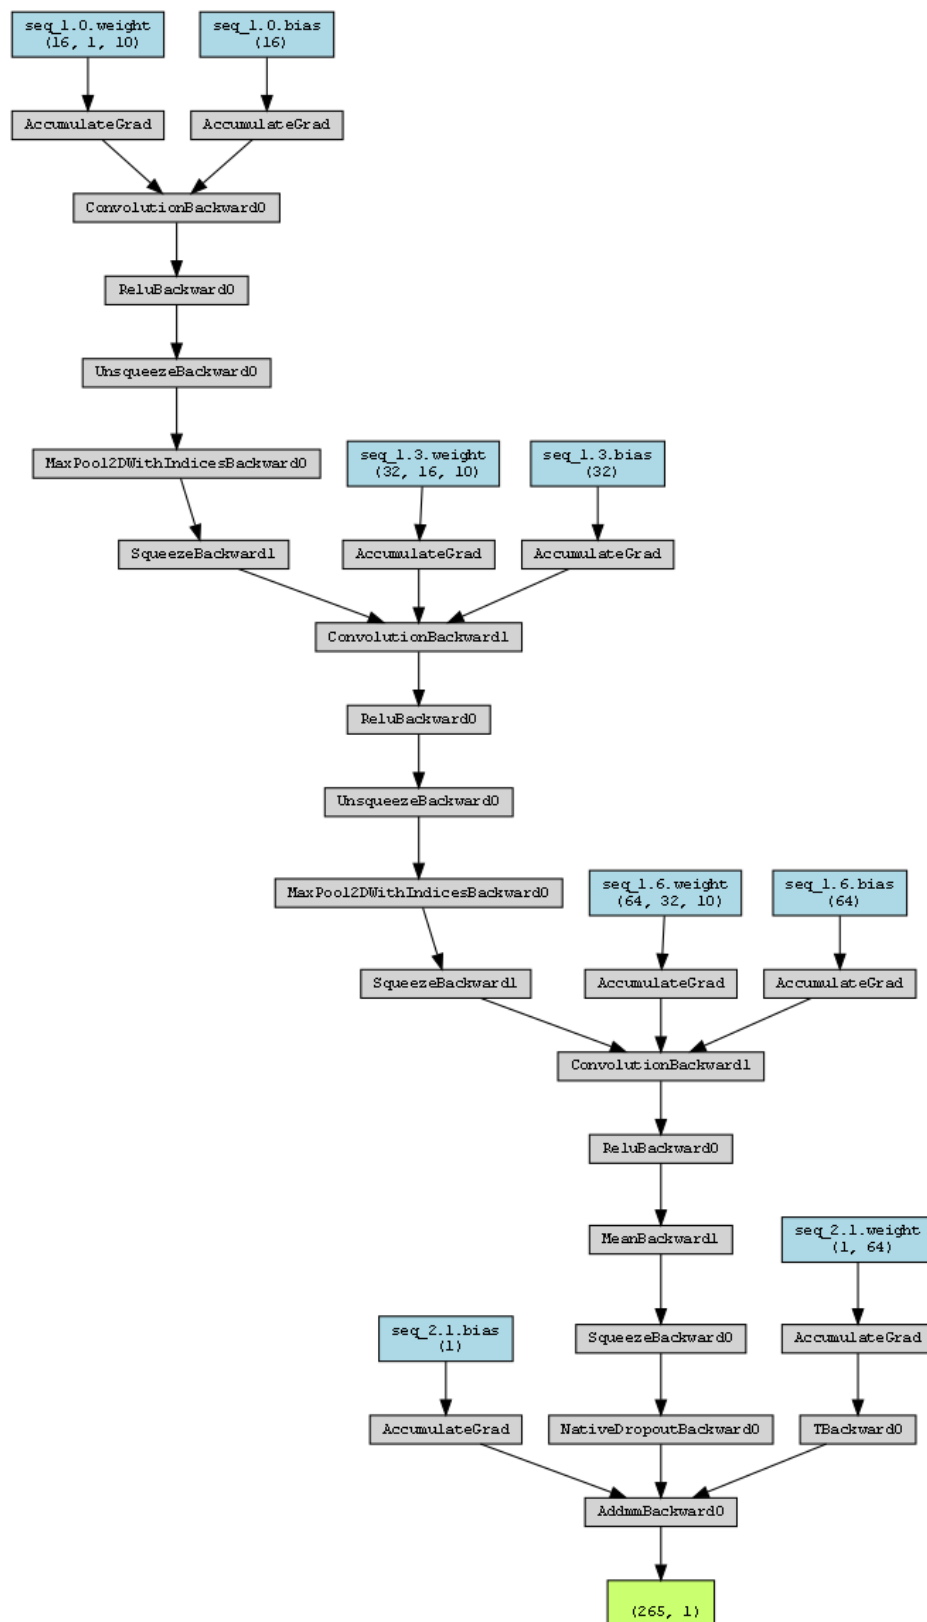 seq_1.0.weight
(16, 1, 10)
seq_1.0.bias
(16)
AccumulateGrad
AccumulateGrad
ConvolutionBackward0
ReluBackward0
UnsqueezeBackward0
MaxPool2DWithIndicesBackward0
seq_1.3.weight
(32, 16, 10)
seq_1.3.bias
(32)
SqueezeBackward1
AccumulateGrad
AccumulateGrad
ConvolutionBackward1
ReluBackward0
UnsqueezeBackward0
MaxPool2DWithIndicesBackward0
seq_1.6.weight
(64, 32, 10)
seq_1.6.bias
(64)
SqueezeBackward1
AccumulateGrad
AccumulateGrad
ConvolutionBackward1
ReluBackward0
MeanBackward1
seq_2.1.weight
(1, 64)
seq_2.1.bias
(1)
SqueezeBackward0
AccumulateGrad
AccumulateGrad
NativeDropoutBackward0
TBackward0
AddmmBackward0
(265, 1)